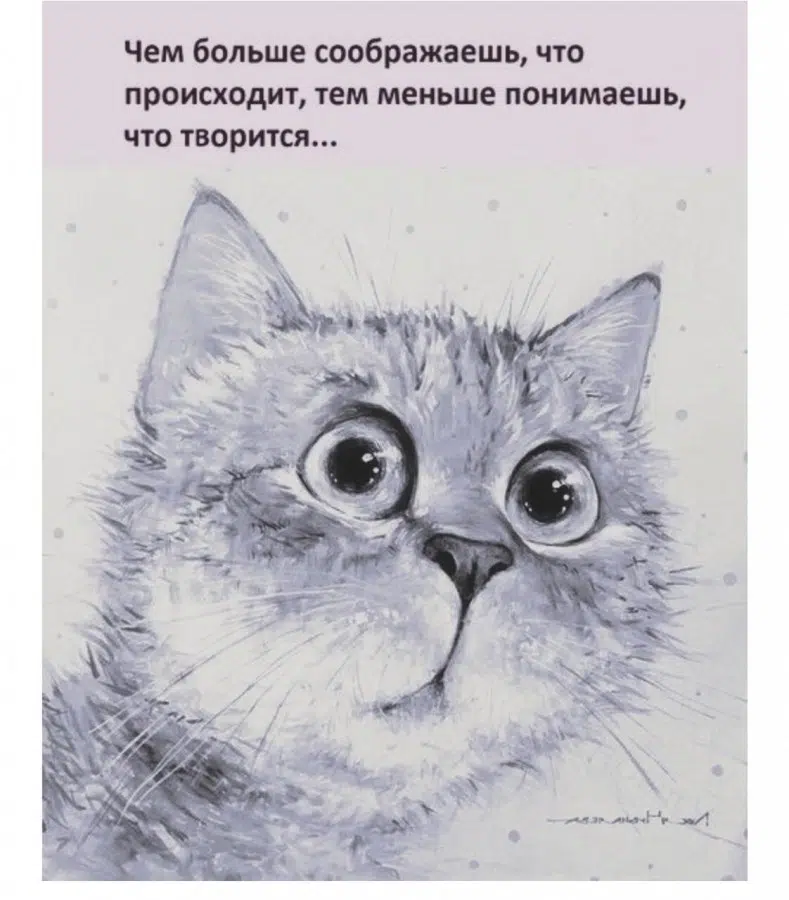 Чем больше соображаешь, что
происходит, тем меньше понимаешь,
что творится...